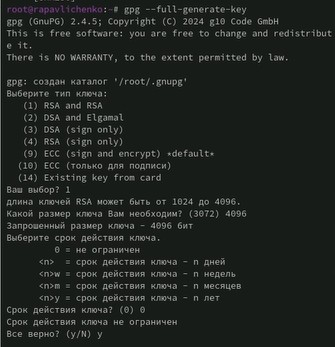 root@rapavlichenko:~# gpg --full-generate-key
gpg (GnuPG) 2.4.5; Copyright (C) 2024 g10 Code GmbH
This is free software: you are free to change and redistribut
e it.
There is NO WARRANTY, to the extent permitted by law.

gpg: создан каталог '/root/.gnupg'
Выберите тип ключа:
   (1) RSA and RSA
   (2) DSA and Elgamal
   (3) DSA (sign only)
   (4) RSA (sign only)
   (9) ECC (sign and encrypt) *default*
  (10) ECC (только для подписи)
  (14) Existing key from card
Ваш выбор? 1
длина ключей RSA может быть от 1024 до 4096.
Какой размер ключа Вам необходим? (3072) 4096
Запрошенный размер ключа - 4096 бит
Выберите срок действия ключа.
         0 = не ограничен
      <n>  = срок действия ключа - n дней
      <n>w = срок действия ключа - n недель
      <n>m = срок действия ключа - n месяцев
      <n>y = срок действия ключа - n лет
Срок действия ключа? (0) 0
Срок действия ключа не ограничен
Все верно? (y/N) y